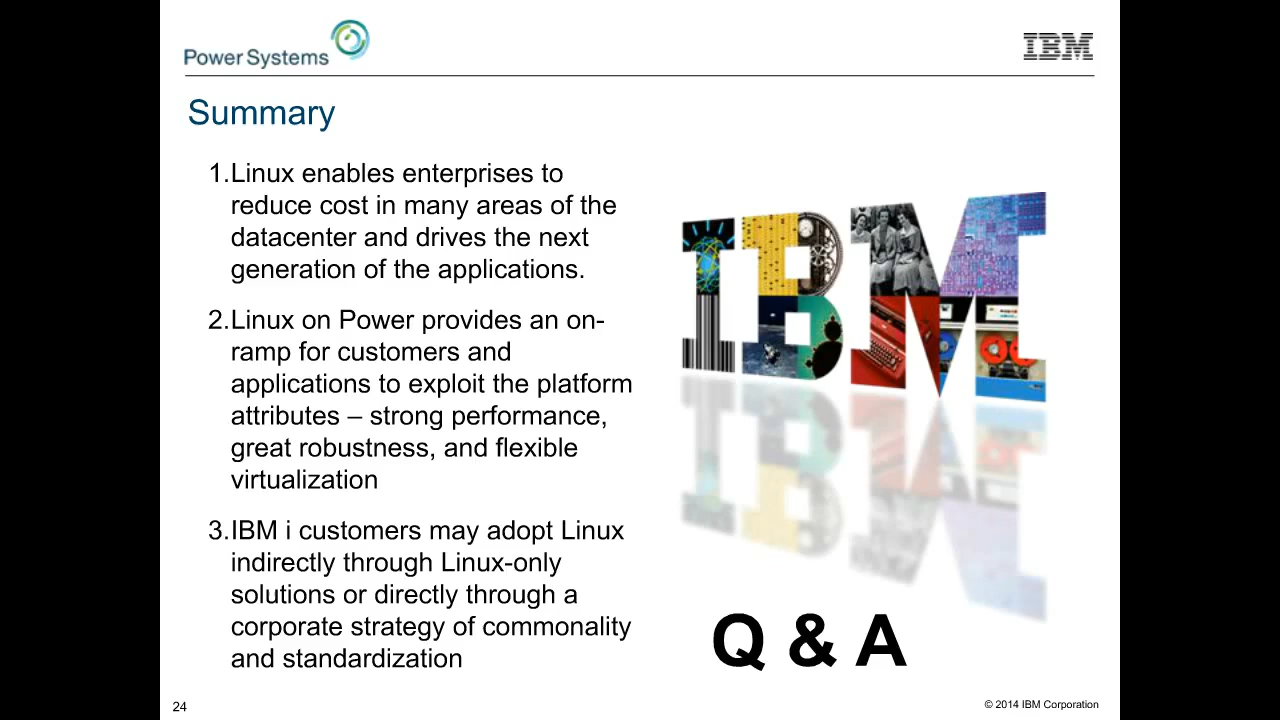 Power Systems
IBM
Summary
1.Linux enables enterprises to
reduce cost in many areas of the
datacenter and drives the next
generation of the applications.
2.Linux on Power provides an on-
ramp for customers and
applications to exploit the platform
attributes – strong performance,
great robustness, and flexible
virtualization
3.IBM i customers may adopt Linux
indirectly through Linux-only
solutions or directly through a
corporate strategy of commonality
and standardization
IBM
Q & A
24
© 2014 IBM Corporation